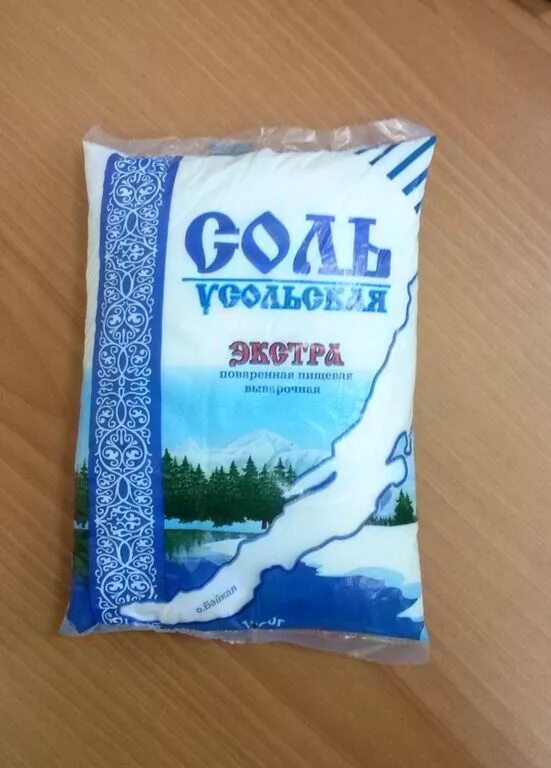 СОЛЬ
УСОЛЬСКАЯ
ЭКСТРА
поваренная пищевая
выварочная
о.Байкал